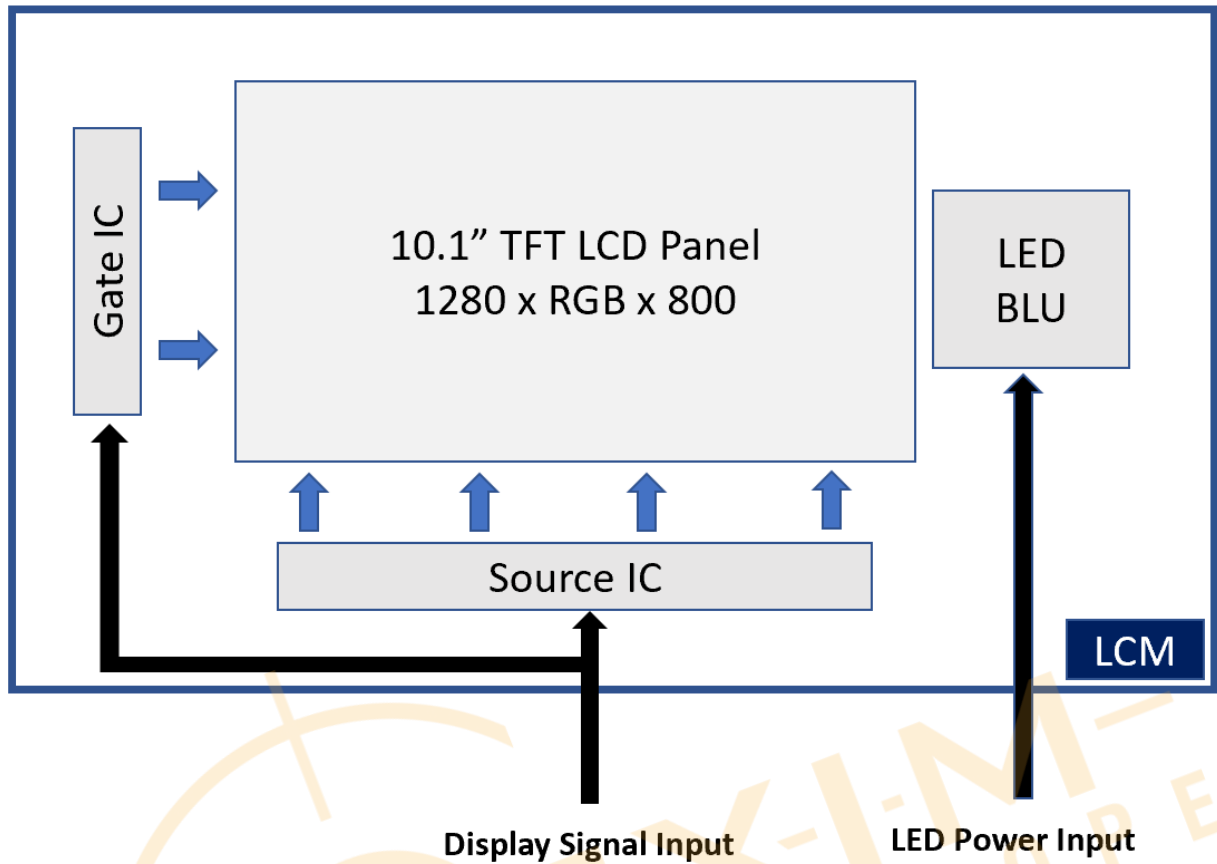 Gate IC
10.1” TFT LCD Panel
1280 x RGB x 800
LED
BLU
Source IC
LCM
Display Signal Input
LED Power Input